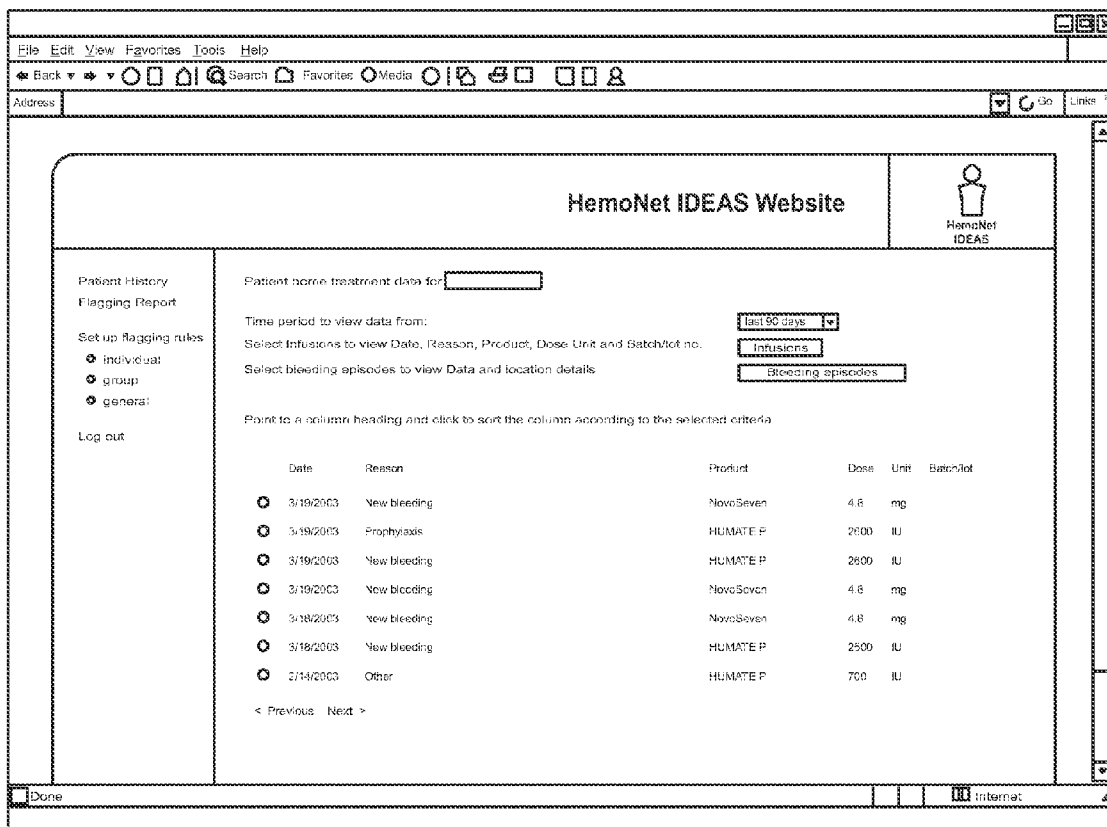 File Edit View Favorites Tools Help
Back Search Favorites Media
Address Go Links
HemoNet IDEAS Website
HemoNet
IDEAS
Patient History
Flagging Report
Set up flagging rules
individual
group
general
Log out
Patient home treatment data for
Time period to view data from: last 90 days
Select Infusions to view Date, Reason, Product, Dose Unit and Batch/lot no. Infusions
Select bleeding episodes to view Data and location details Bleeding episodes
Point to a column heading and click to sort the column according to the selected criteria
Date Reason Product Dose Unit Batch/lot
3/19/2003 New bleeding NovoSeven 4.8 mg
3/19/2003 Prophylaxis HUMATE P 2600 IU
3/19/2003 New bleeding HUMATE P 2600 IU
3/19/2003 New bleeding NovoSeven 4.8 mg
3/18/2003 New bleeding NovoSeven 4.8 mg
3/18/2003 New bleeding HUMATE P 2500 IU
2/14/2003 Other HUMATE P 700 IU
< Previous Next >
Done Internet